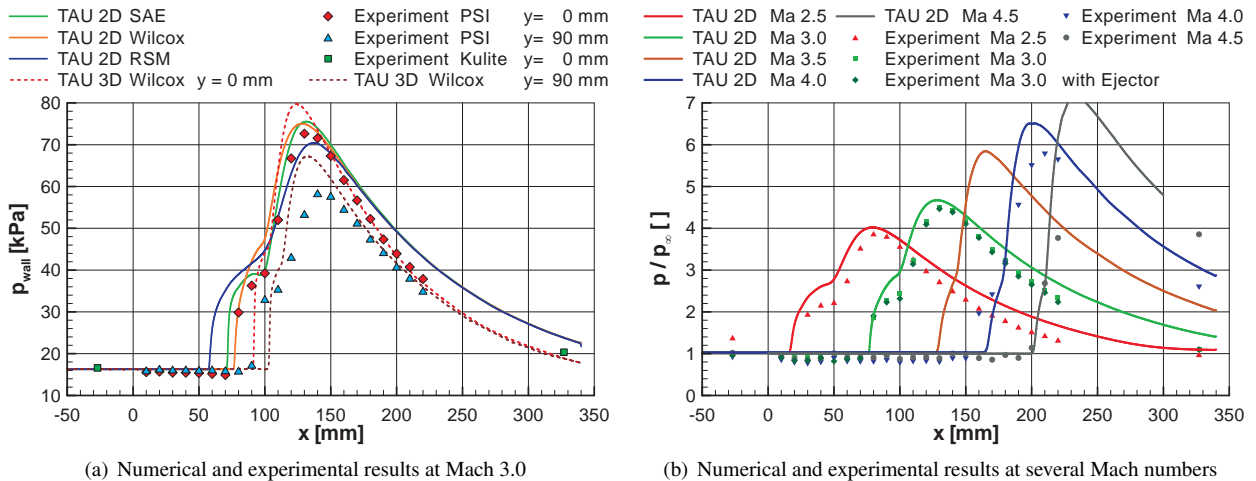 TAU 2D SAE
TAU 2D Wilcox
TAU 2D RSM
TAU 3D Wilcox y = 0 mm
Experiment PSI y= 0 mm
Experiment PSI y= 90 mm
Experiment Kulite y= 0 mm
TAU 3D Wilcox y= 90 mm
80
70
60
50
40
30
20
10
p_wall [kPa]
-50 0 50 100 150 200 250 300 350
x [mm]
(a) Numerical and experimental results at Mach 3.0
TAU 2D Ma 2.5
TAU 2D Ma 3.0
TAU 2D Ma 3.5
TAU 2D Ma 4.0
TAU 2D Ma 4.5
Experiment Ma 2.5
Experiment Ma 3.0
Experiment Ma 3.0 with Ejector
Experiment Ma 4.0
Experiment Ma 4.5
7
6
5
4
3
2
1
0
p / p∞ [ ]
-50 0 50 100 150 200 250 300 350
x [mm]
(b) Numerical and experimental results at several Mach numbers